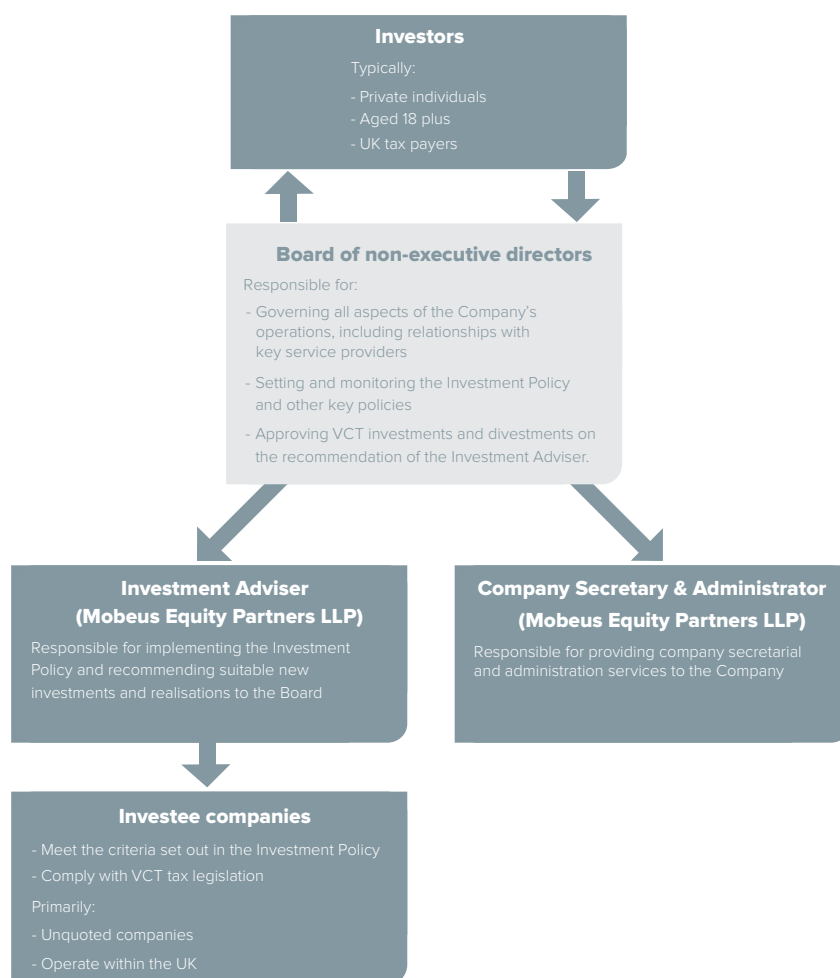 Investors
Typically:
- Private individuals
- Aged 18 plus
- UK tax payers
Board of non-executive directors
Responsible for:
- Governing all aspects of the Company’s
operations, including relationships with
key service providers
- Setting and monitoring the Investment Policy
and other key policies
- Approving VCT investments and divestments on
the recommendation of the Investment Adviser.
Investment Adviser
(Mobeus Equity Partners LLP)
Responsible for implementing the Investment
Policy and recommending suitable new
investments and realisations to the Board
Company Secretary & Administrator
(Mobeus Equity Partners LLP)
Responsible for providing company secretarial
and administration services to the Company
Investee companies
- Meet the criteria set out in the Investment Policy
- Comply with VCT tax legislation
Primarily:
- Unquoted companies
- Operate within the UK